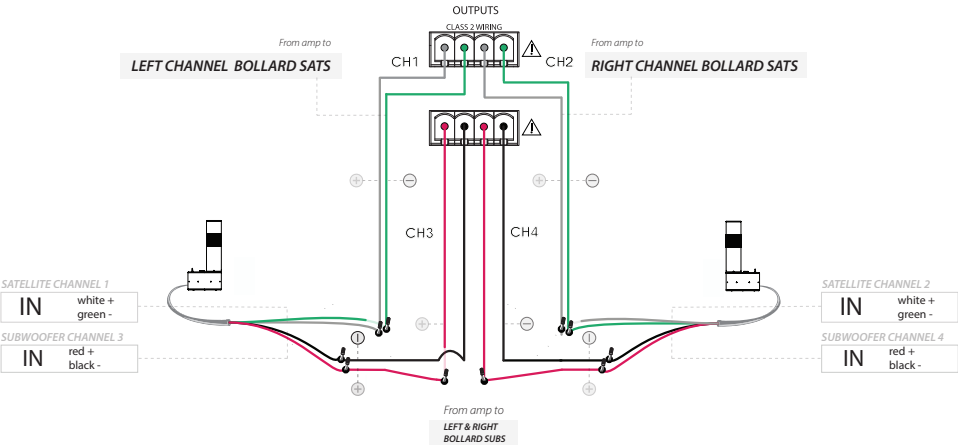 OUTPUTS
CLASS 2 WIRING
From amp to
LEFT CHANNEL BOLLARD SATS
CH1
CH2
From amp to
RIGHT CHANNEL BOLLARD SATS
CH3
CH4
SATELLITE CHANNEL 1
IN
white +
green -
SUBWOOFER CHANNEL 3
IN
red +
black -
SATELLITE CHANNEL 2
IN
white +
green -
SUBWOOFER CHANNEL 4
IN
red +
black -
From amp to
LEFT & RIGHT
BOLLARD SUBS